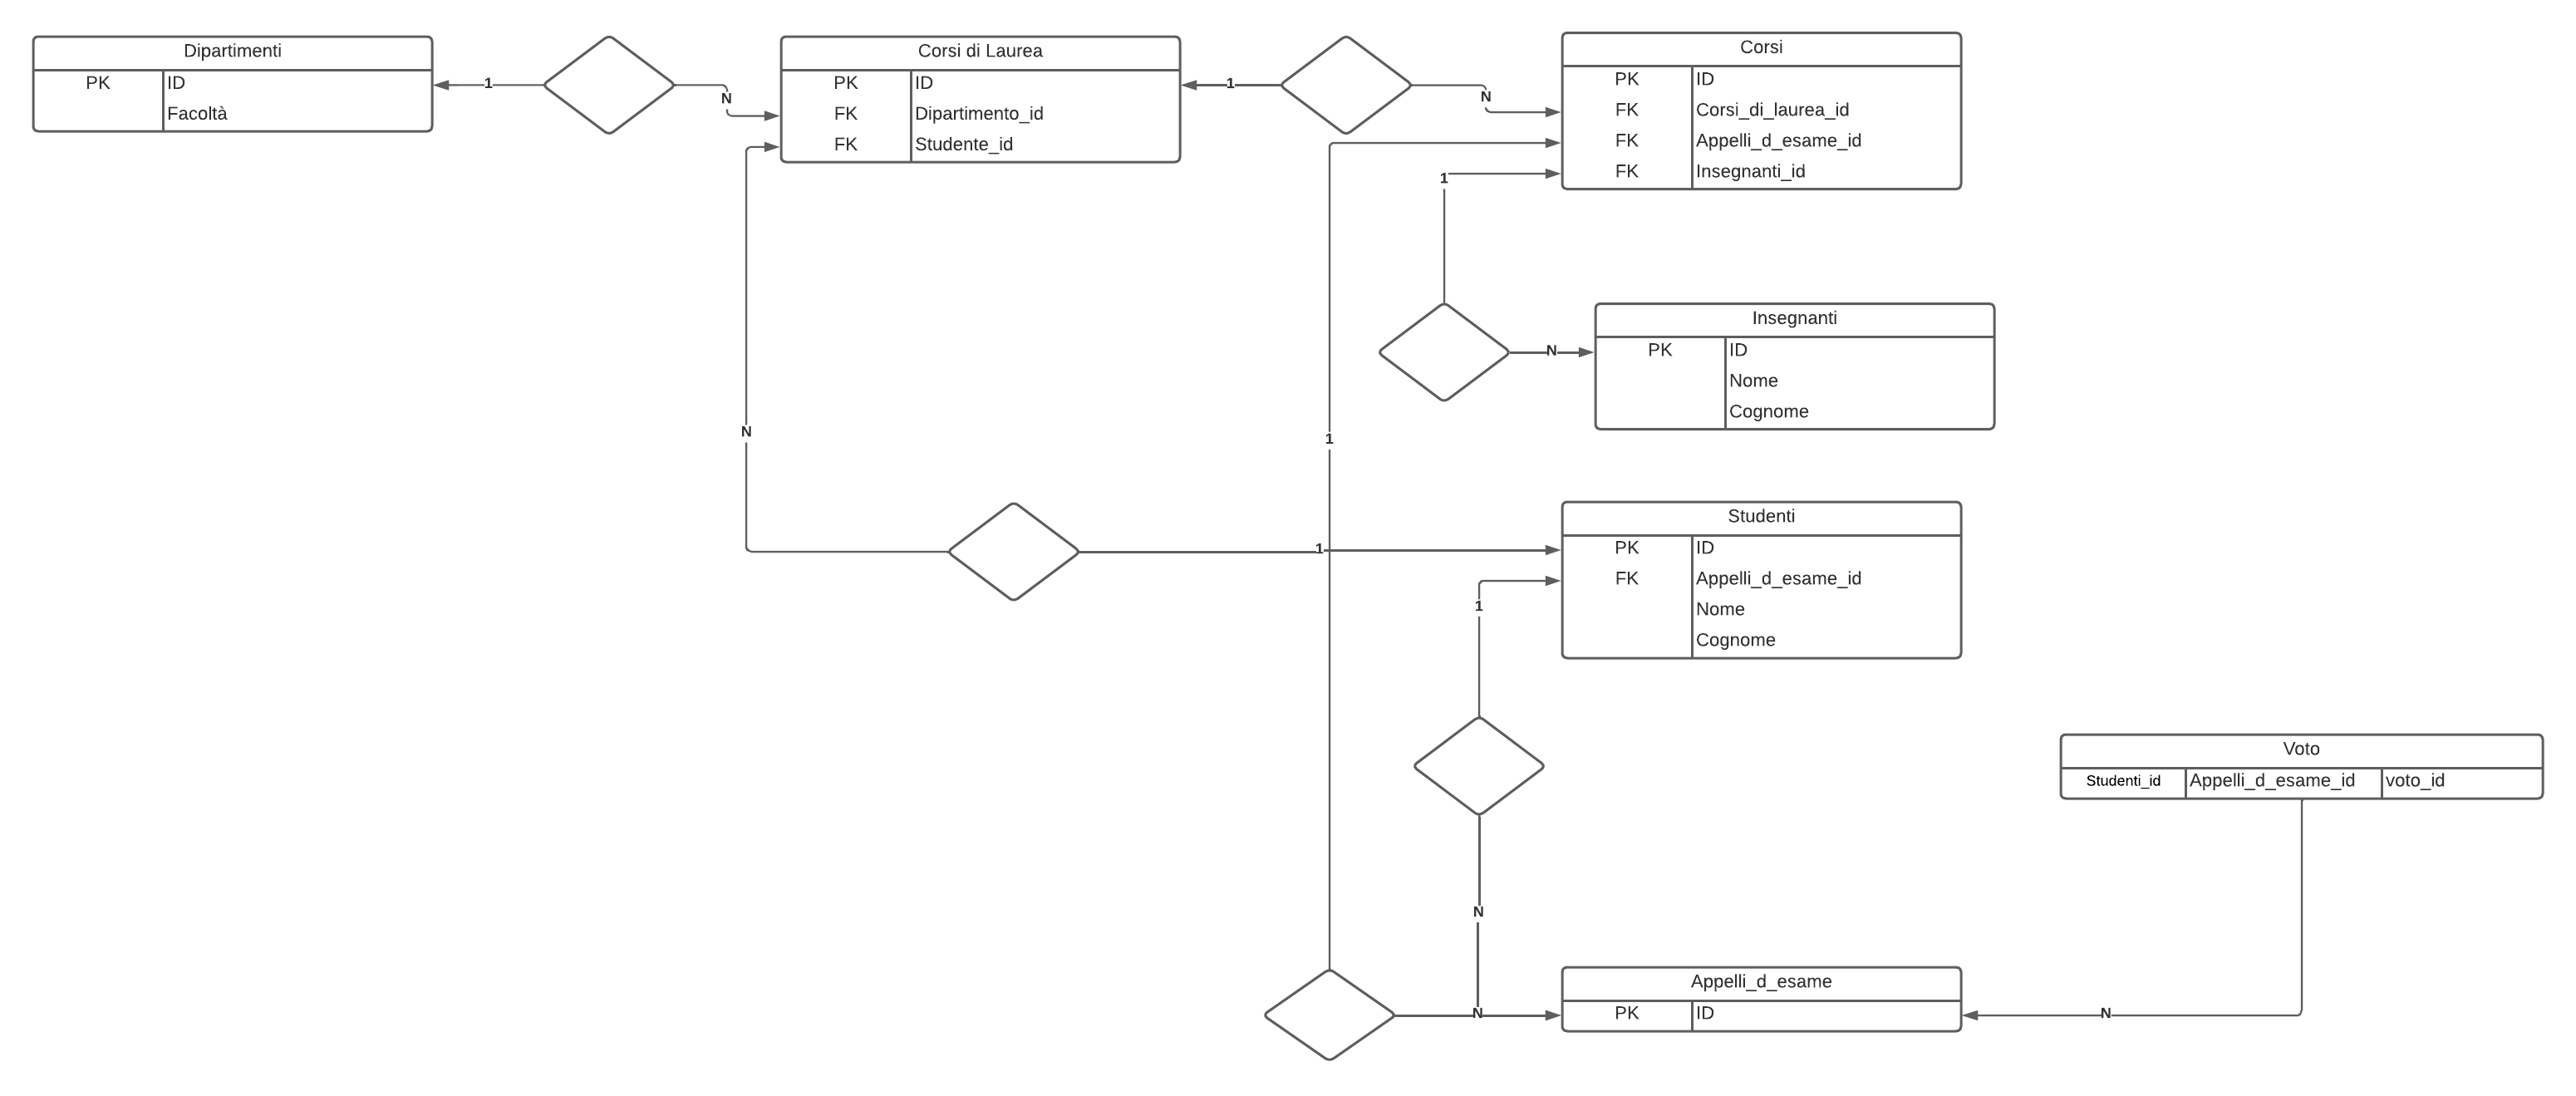 Dipartimenti
PK ID
Facoltà
1
N
Corsi di Laurea
PK ID
FK Dipartimento_id
FK Studente_id
1
N
Corsi
PK ID
FK Corsi_di_laurea_id
FK Appelli_d_esame_id
FK Insegnanti_id
1
N
Insegnanti
PK ID
Nome
Cognome
N
1
1
Studenti
PK ID
FK Appelli_d_esame_id
Nome
Cognome
1
N
Voto
Studenti_id Appelli_d_esame_id voto_id
N
Appelli_d_esame
PK ID
N